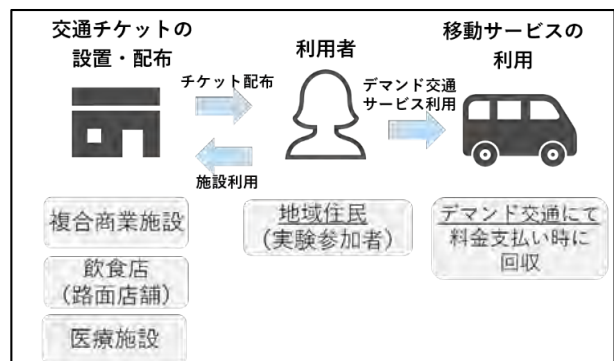 交通チケットの
設置・配布
利用者
移動サービスの
利用
チケット配布
デマンド交通
サービス利用
施設利用
複合商業施設
地域住民
(実験参加者)
デマンド交通にて
料金支払い時に
回収
飲食店
(路面店舗)
医療施設